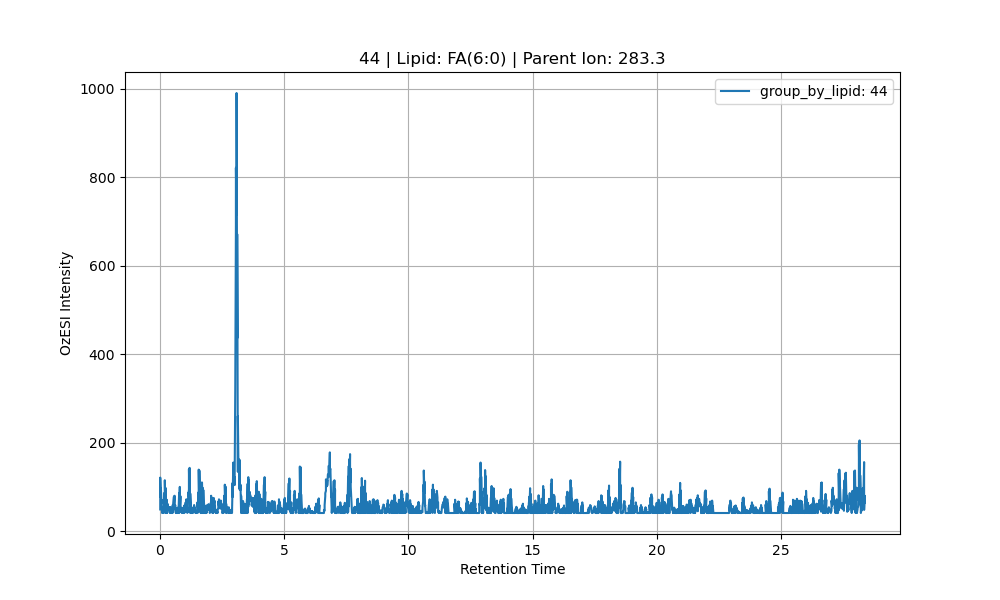 44 | Lipid: FA(6:0) | Parent Ion: 283.3
group_by_lipid: 44
OzESI Intensity
1000
800
600
400
200
0
0 5 10 15 20 25
Retention Time